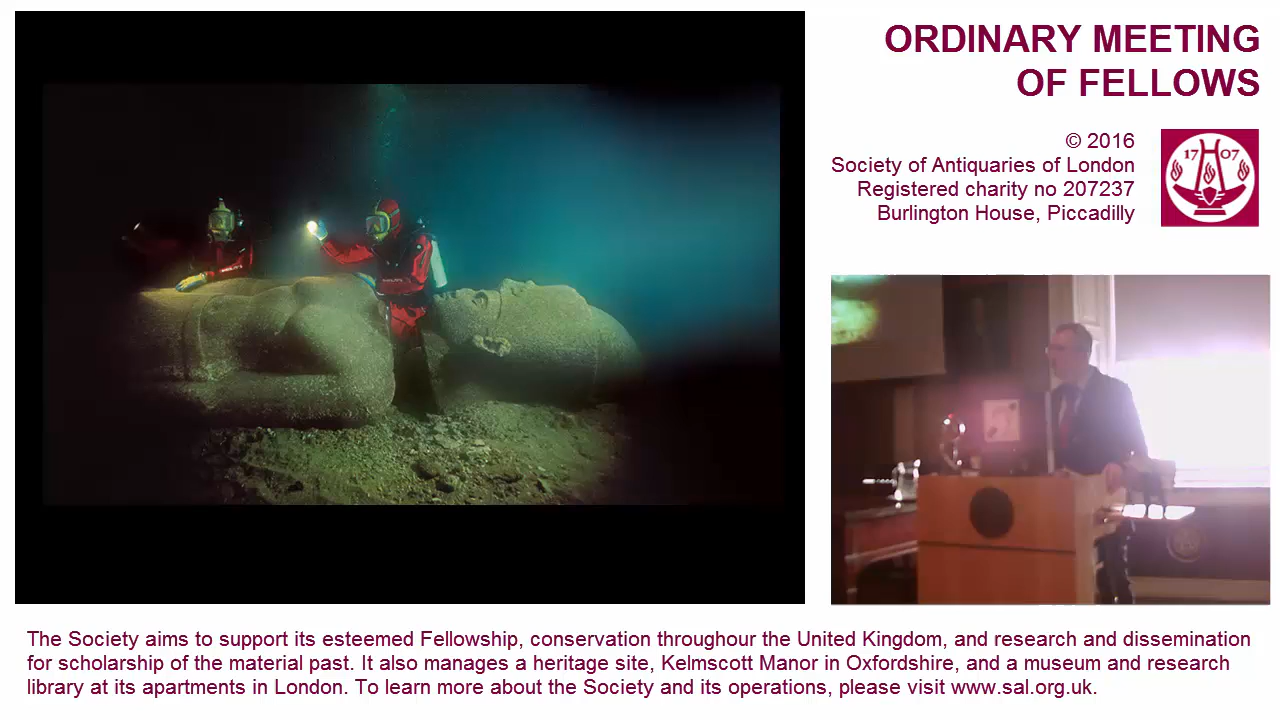 ORDINARY MEETING
OF FELLOWS
© 2016
Society of Antiquaries of London
Registered charity no 207237
Burlington House, Piccadilly
17 07
The Society aims to support its esteemed Fellowship, conservation throughour the United Kingdom, and research and dissemination
for scholarship of the material past. It also manages a heritage site, Kelmscott Manor in Oxfordshire, and a museum and research
library at its apartments in London. To learn more about the Society and its operations, please visit www.sal.org.uk.